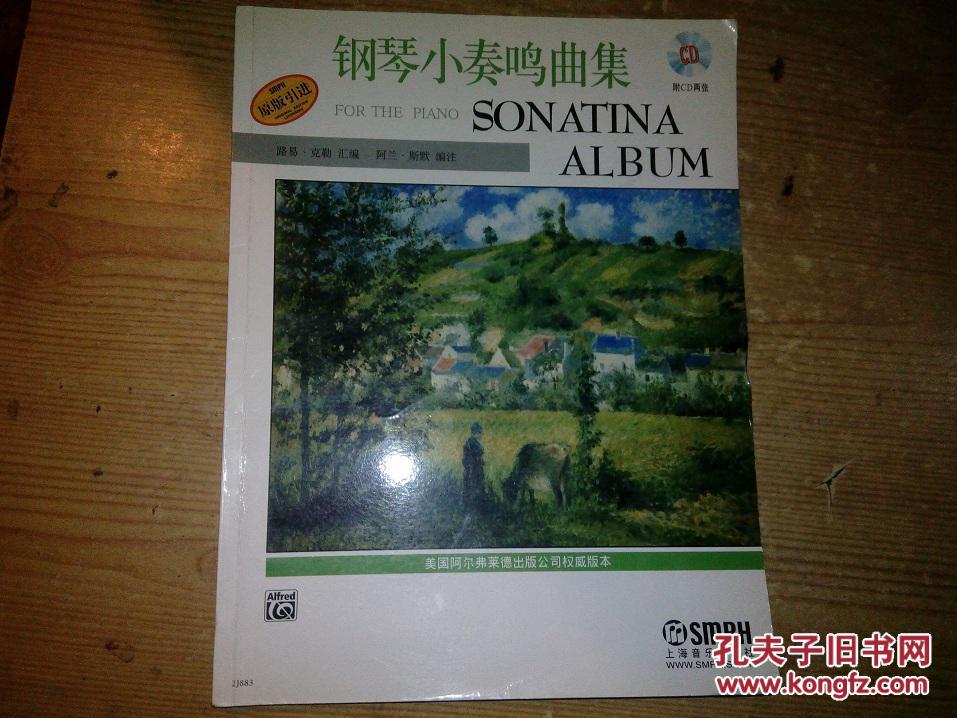 钢琴小奏鸣曲集
CD
附CD两张
SMPH
原版引进
FOR THE PIANO
SONATINA
ALBUM
路易·克勒 汇编 阿兰·斯默 编注
美国阿尔弗莱德出版公司权威版本
Alfred
SMPH
上海音乐
WWW.SMP
21883
孔夫子旧书网
www.kongfz.com